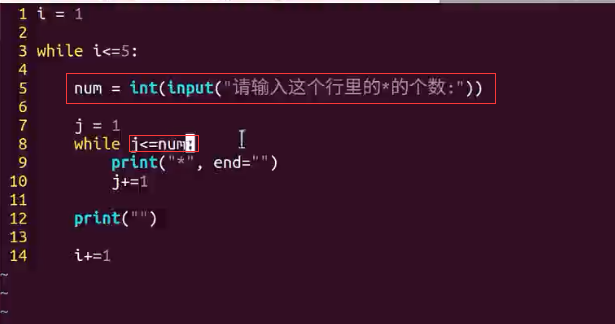 1 i = 1
2
3 while i<=5:
4
5     num = int(input("请输入这个行里的*的个数:"))
6
7     j = 1
8     while j<=num:
9         print("*", end="")
10         j+=1
11
12     print("")
13
14     i+=1
~
~
~